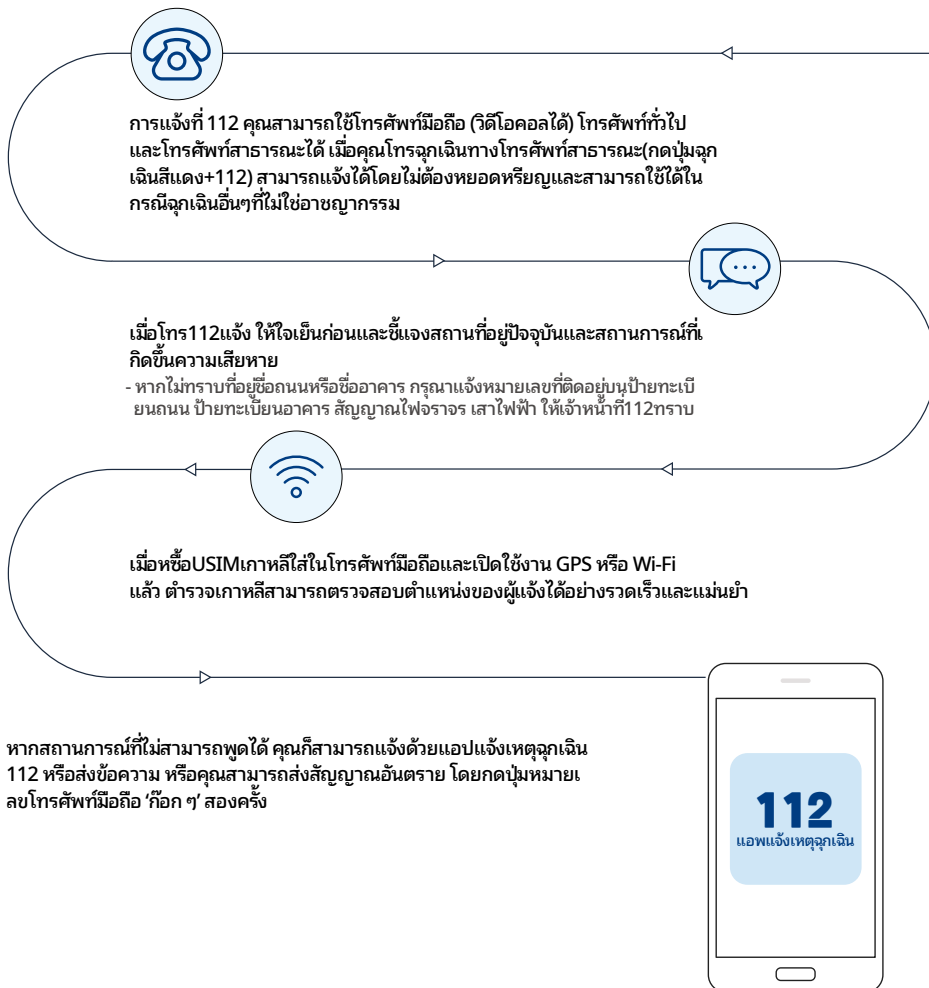 การแจ้งที่ 112 คุณสามารถใช้โทรศัพท์มือถือ (วิดีโอคอลได้) โทรศัพท์ทั่วไป
และโทรศัพท์สาธารณะได้ เมื่อคุณโทรฉุกเฉินทางโทรศัพท์สาธารณะ(กดปุ่มฉุก
เฉินสีแดง+112) สามารถแจ้งได้โดยไม่ต้องหยอดหรียญและสามารถใช้ได้ใน
กรณีฉุกเฉินอื่นๆที่ไม่ใช่อาชญากรรม
เมื่อโทร112แจ้ง ให้ใจเย็นก่อนและชี้แจงสถานที่อยู่ปัจจุบันและสถานการณ์ที่เ
กิดขึ้นความเสียหาย
- หากไม่ทราบที่อยู่ชื่อถนนหรือชื่ออาคาร กรุณาแจ้งหมายเลขที่ติดอยู่บนป้ายทะเบี
ยนถนน ป้ายทะเบียนอาคาร สัญญาณไฟจราจร เสาไฟฟ้า ให้เจ้าหน้าที่112ทราบ
เมื่อหซื้อUSIMเกาหลีใส่ในโทรศัพท์มือถือและเปิดใช้งาน GPS หรือ Wi-Fi
แล้ว ตำรวจเกาหลีสามารถตรวจสอบตำแหน่งของผู้แจ้งได้อย่างรวดเร็วและแม่นยำ
หากสถานการณ์ที่ไม่สามารถพูดได้ คุณก็สามารถแจ้งด้วยแอปแจ้งเหตุฉุกเฉิน
112 หรือส่งข้อความ หรือคุณสามารถส่งสัญญาณอันตราย โดยกดปุ่มหมายเ
ลขโทรศัพท์มือถือ ‘ก๊อก ๆ’ สองครั้ง
112
แอพแจ้งเหตุฉุกเฉิน